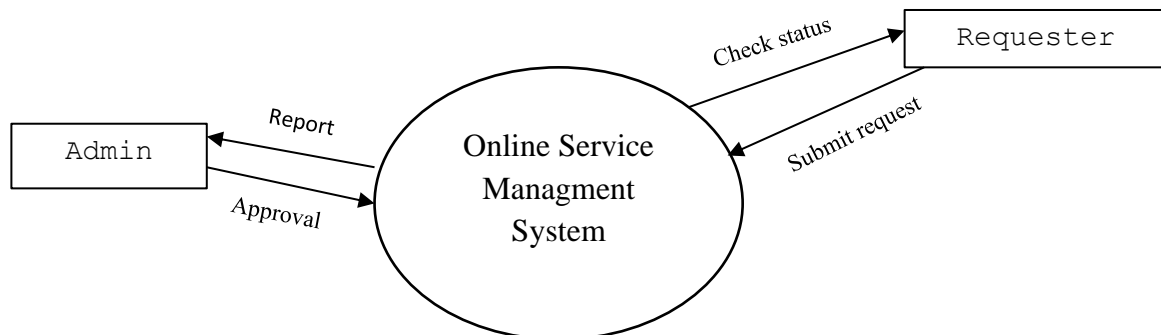 Check status
Requester
Submit request
Report
Admin
Approval
Online Service
Managment
System